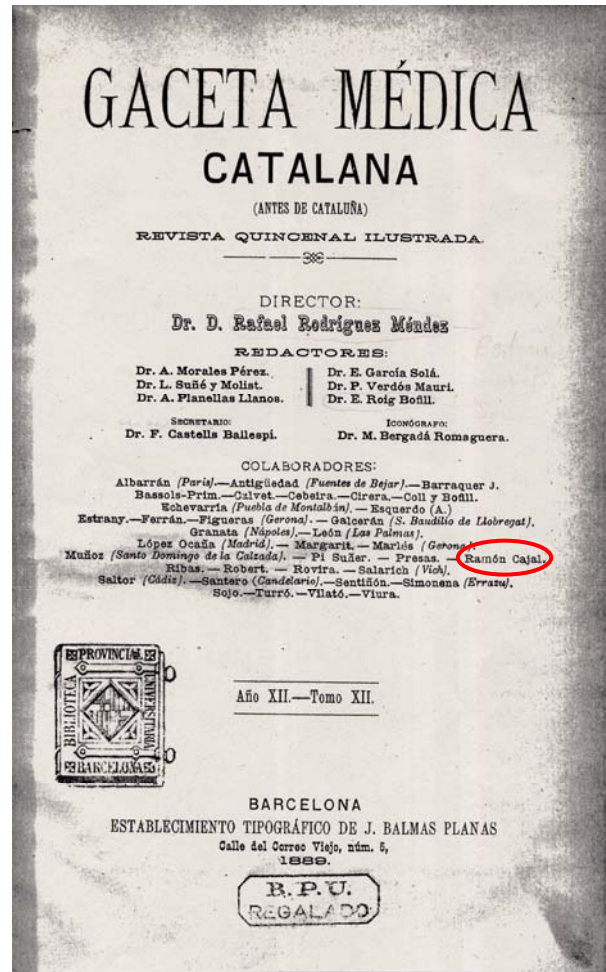 GACETA MÉDICA
CATALANA
(ANTES DE CATALUÑA)
REVISTA QUINCENAL ILUSTRADA.
DIRECTOR:
Dr. D. Rafael Rodríguez Méndez
REDACTORES:
Dr. A. Morales Pérez. Dr. E. García Solá.
Dr. L. Suñé y Molist. Dr. P. Verdós Mauri.
Dr. A. Planellas Llanos. Dr. E. Roig Bofill.
SECRETARIO: ICONÓGRAFO:
Dr. F. Castells Ballespí. Dr. M. Bergadá Romaguera.
COLABORADORES:
Albarrán (París).—Antigüedad (Fuentes de Bejar).—Barraquer J.
Bassols-Prim.—Calvet.—Cebeira.—Cirera.—Coll y Bofill.
Echevarria (Puebla de Montalbán).—Esquerdo (A.)
Estrany.—Ferrán.—Figueras (Gerona).—Galcerán (S. Baudilio de Llobregat).
Granata (Nápoles).—León (Las Palmas).
López Ocaña (Madrid).—Margarit.—Marlés (Gerona).
Muñoz (Santo Domingo de la Calzada).—Pi Suñer.—Presas.—Ramón Cajal.
Ribas.—Robert.—Rovira.—Salarich (Vich).
Saltor (Cádiz).—Santero (Candelario).—Sentiñón.—Simonena (Errazu).
Sojo.—Turró.—Vilató.—Viura.
BIBLIOTECA
PROVINCIAL
UNIVERSITARIA
BARCELONA
Año XII.—Tomo XII.
BARCELONA
ESTABLECIMIENTO TIPOGRÁFICO DE J. BALMAS PLANAS
Calle del Correo Viejo, núm. 5,
1889.
B. P. U.
REGALADO